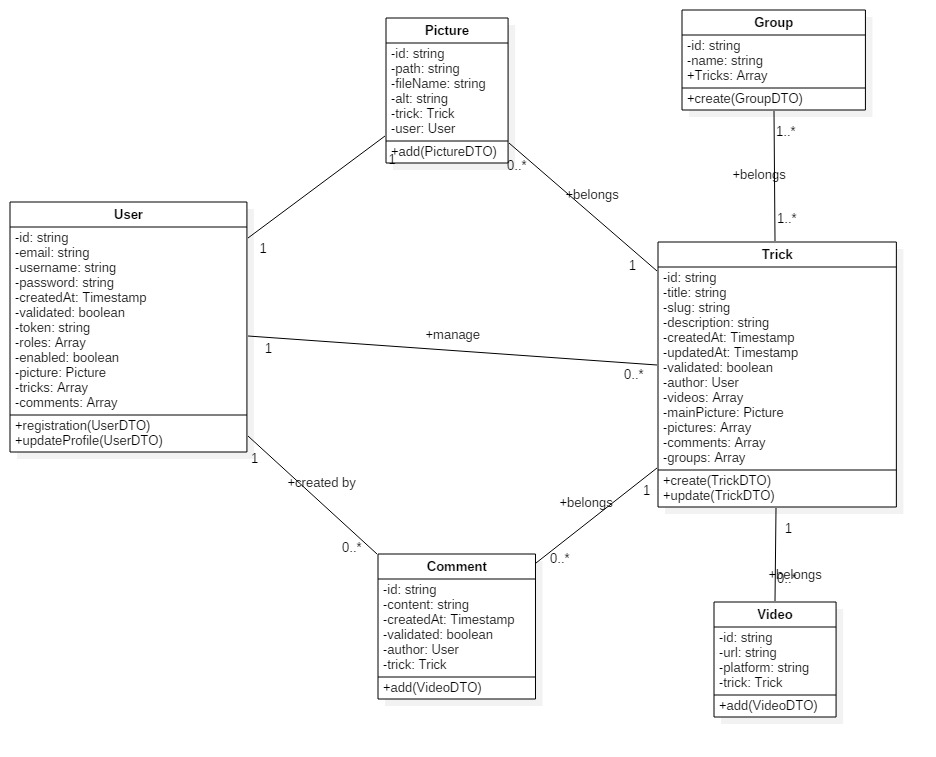 Picture
-id: string
-path: string
-fileName: string
-alt: string
-trick: Trick
-user: User
+add(PictureDTO)
1
0..*
Group
-id: string
-name: string
+Tricks: Array
+create(GroupDTO)
1..*
+belongs
1..*
+belongs
1
User
-id: string
-email: string
-username: string
-password: string
-createdAt: Timestamp
-validated: boolean
-token: string
-roles: Array
-enabled: boolean
-picture: Picture
-tricks: Array
-comments: Array
+registration(UserDTO)
+updateProfile(UserDTO)
1
1
+manage
0..*
Trick
-id: string
-title: string
-slug: string
-description: string
-createdAt: Timestamp
-updatedAt: Timestamp
-validated: boolean
-author: User
-videos: Array
-mainPicture: Picture
-pictures: Array
-comments: Array
-groups: Array
+create(TrickDTO)
+update(TrickDTO)
1
+created by
0..*
1
+belongs
0..*
Comment
-id: string
-content: string
-createdAt: Timestamp
-validated: boolean
-author: User
-trick: Trick
+add(VideoDTO)
1
+belongs
0..*
Video
-id: string
-url: string
-platform: string
-trick: Trick
+add(VideoDTO)